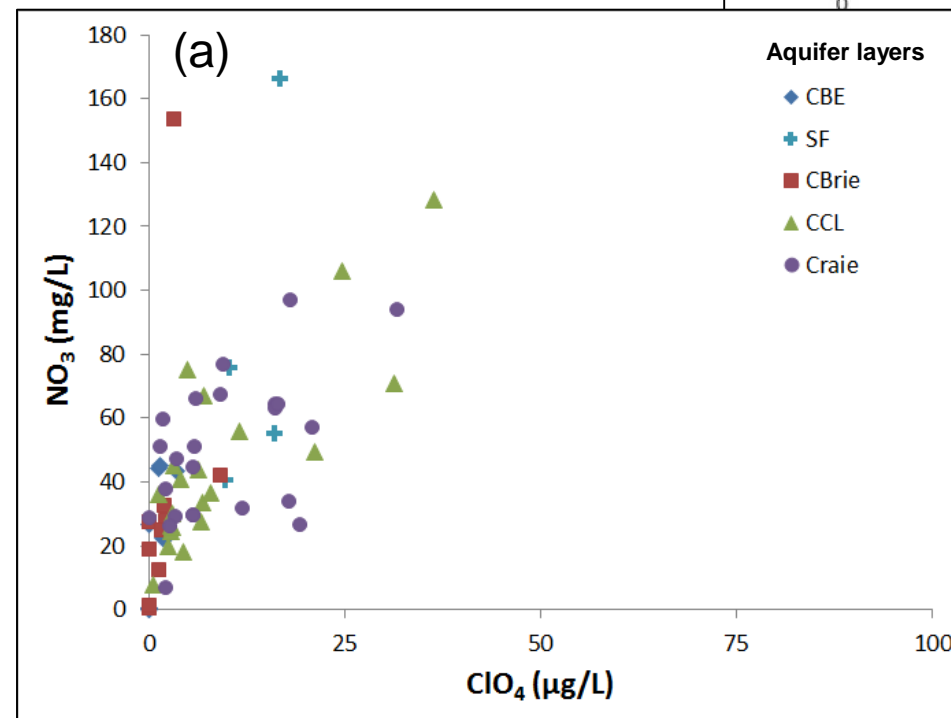 (a)
Aquifer layers
CBE
SF
CBrie
CCL
Craie
NO₃ (mg/L)
180
160
140
120
100
80
60
40
20
0
0 25 50 75 100
ClO₄ (µg/L)